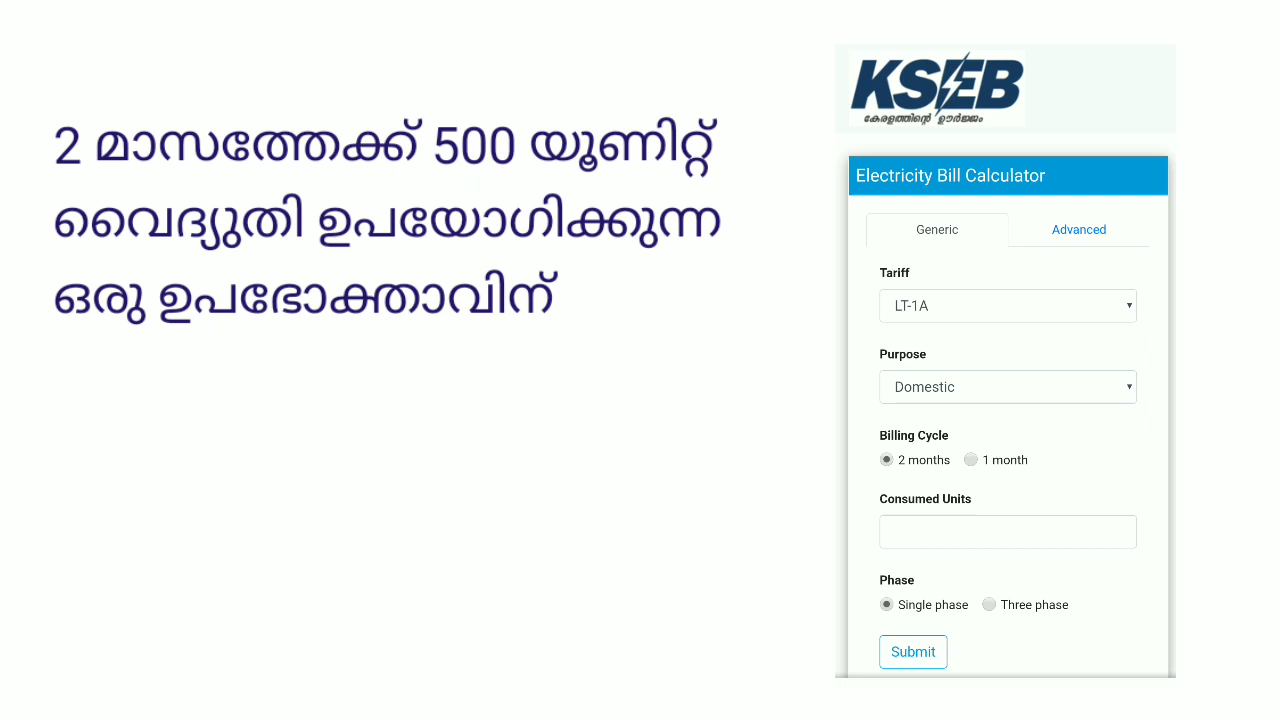 2 മാസത്തേക്ക് 500 യൂണിറ്റ്
വൈദ്യുതി ഉപയോഗിക്കുന്ന
ഒരു ഉപഭോക്താവിന്
KSEB
കേരളത്തിന്റെ ഊർജ്ജം
Electricity Bill Calculator
Generic Advanced
Tariff
LT-1A
Purpose
Domestic
Billing Cycle
2 months 1 month
Consumed Units
Phase
Single phase Three phase
Submit